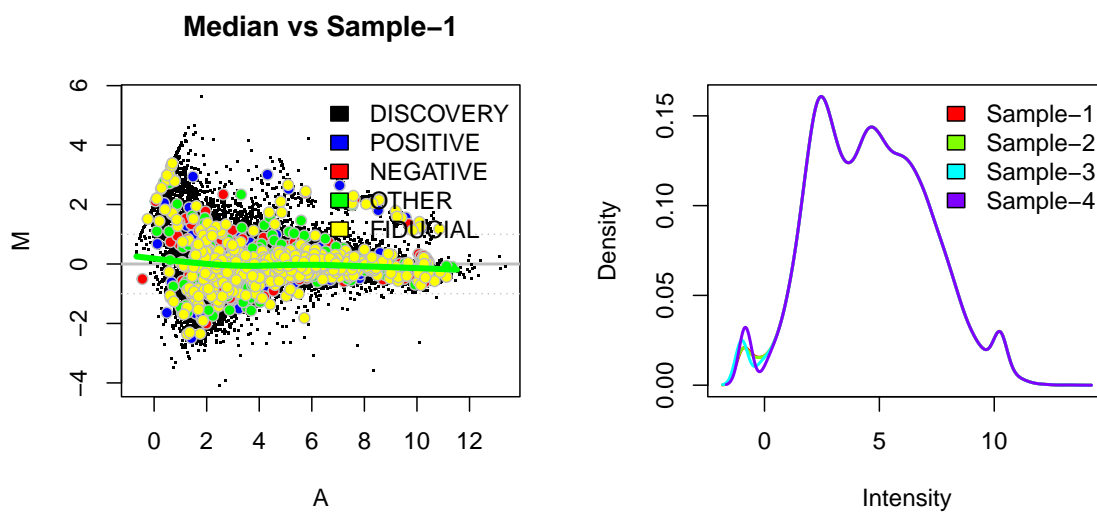 Median vs Sample−1
M
6
4
2
0
−2
−4
DISCOVERY
POSITIVE
NEGATIVE
OTHER
FIDUCIAL
0 2 4 6 8 10 12
A
Density
0.15
0.10
0.05
0.00
Sample−1
Sample−2
Sample−3
Sample−4
0 5 10
Intensity